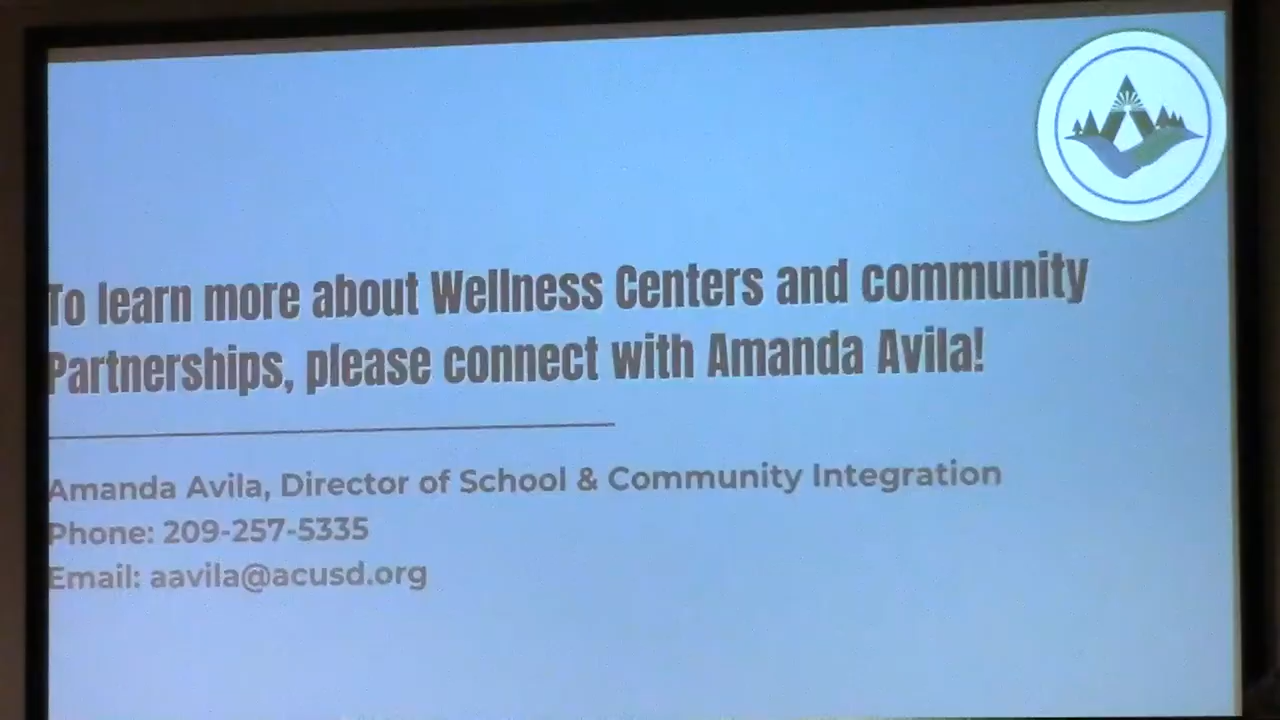 To learn more about Wellness Centers and community
Partnerships, please connect with Amanda Avila!
Amanda Avila, Director of School & Community Integration
Phone: 209-257-5335
Email: aavila@acusd.org